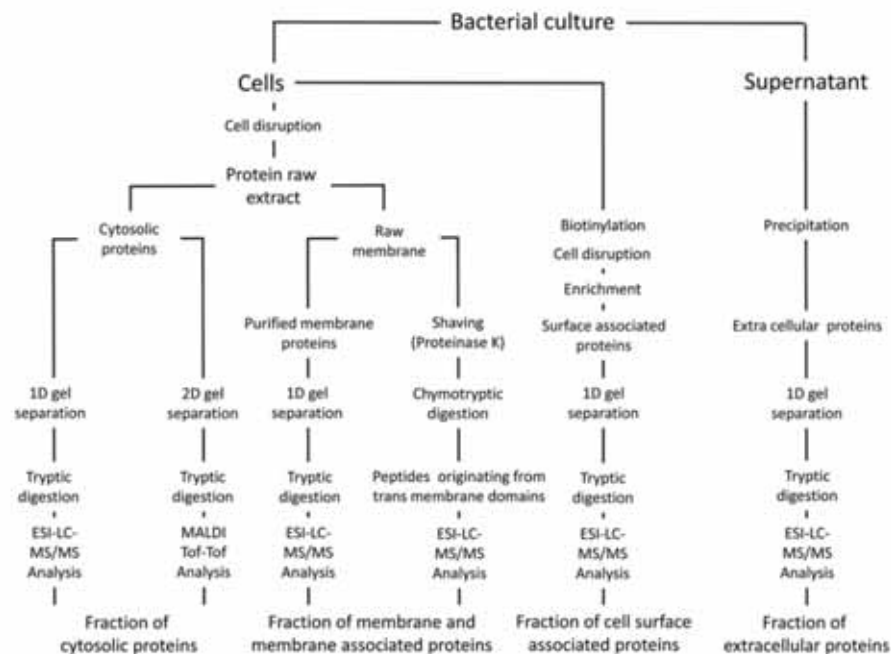 Bacterial culture
Cells
Supernatant
Cell disruption
Protein raw
extract
Cytosolic
proteins
Raw
membrane
Biotinylation
Cell disruption
Enrichment
Surface associated
proteins
Precipitation
Extra cellular proteins
Purified membrane
proteins
Shaving
(Proteinase K)
1D gel
separation
2D gel
separation
1D gel
separation
Chymotryptic
digestion
1D gel
separation
1D gel
separation
Tryptic
digestion
Tryptic
digestion
Tryptic
digestion
Peptides originating from
trans membrane domains
Tryptic
digestion
Tryptic
digestion
ESI-LC-
MS/MS
Analysis
MALDI
Tof-Tof
Analysis
ESI-LC-
MS/MS
Analysis
ESI-LC-
MS/MS
Analysis
ESI-LC-
MS/MS
Analysis
ESI-LC-
MS/MS
Analysis
Fraction of
cytosolic proteins
Fraction of membrane and
membrane associated proteins
Fraction of cell surface
associated proteins
Fraction of
extracellular proteins